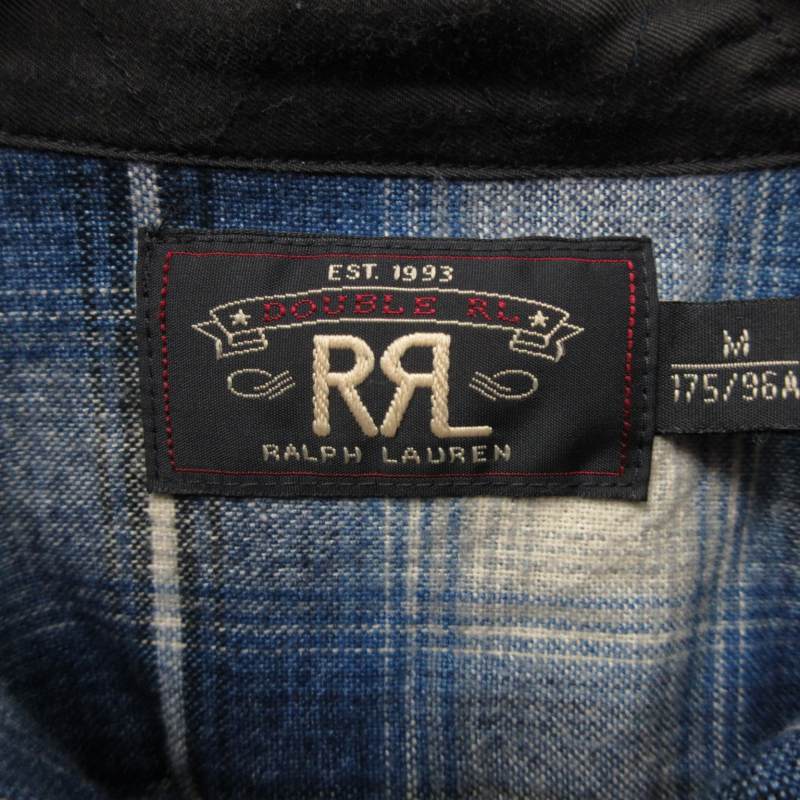 EST. 1993
DOUBLE RL
RRL
RALPH LAUREN
M
175/96A